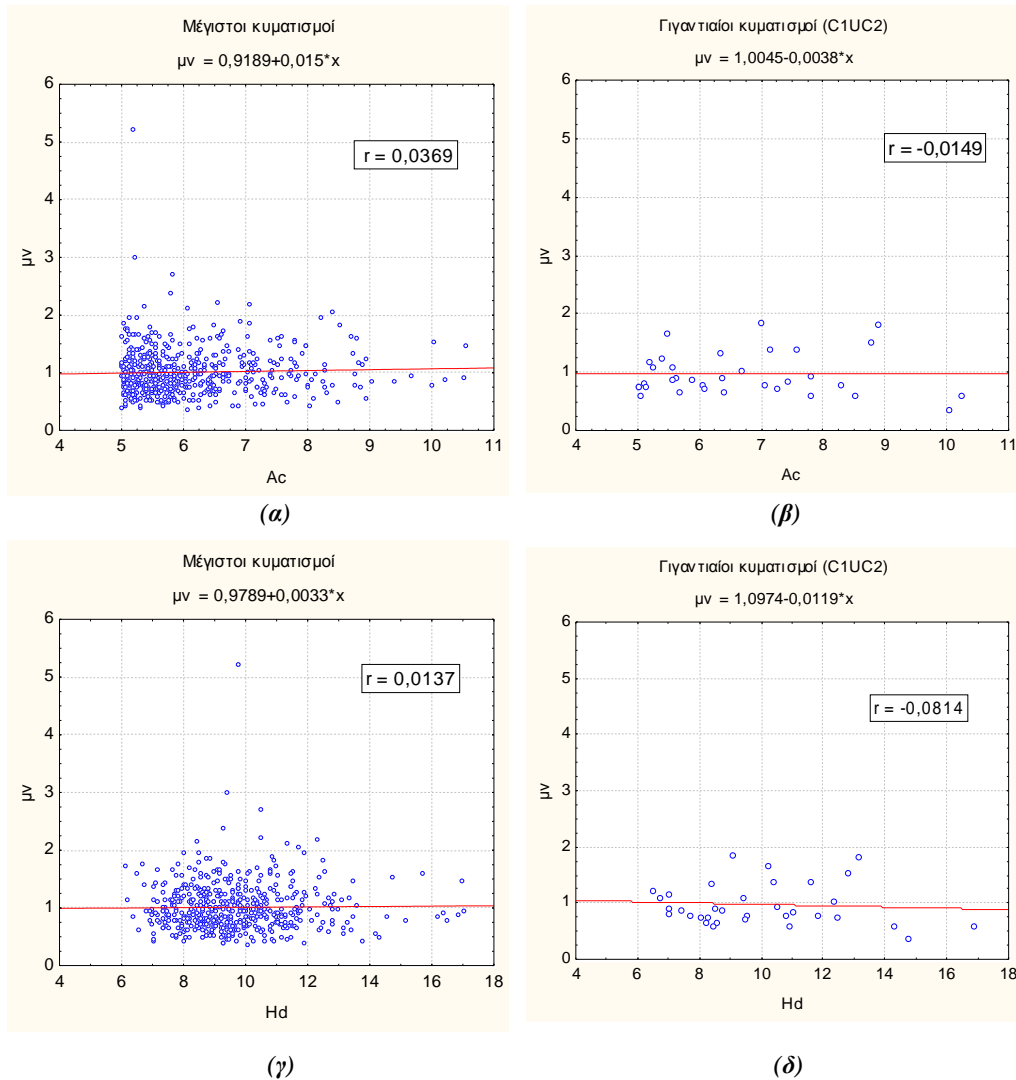 Μέγιστοι κυματισμοί
μv = 0,9189+0,015*x
r = 0,0369
μv
6
5
4
3
2
1
0
4 5 6 7 8 9 10 11
Ac
(α)
Γιγαντιαίοι κυματισμοί (C1UC2)
μv = 1,0045-0,0038*x
r = -0,0149
μv
6
5
4
3
2
1
0
4 5 6 7 8 9 10 11
Ac
(β)
Μέγιστοι κυματισμοί
μv = 0,9789+0,0033*x
r = 0,0137
μv
6
5
4
3
2
1
0
4 6 8 10 12 14 16 18
Hd
(γ)
Γιγαντιαίοι κυματισμοί (C1UC2)
μv = 1,0974-0,0119*x
r = -0,0814
μv
6
5
4
3
2
1
0
4 6 8 10 12 14 16 18
Hd
(δ)